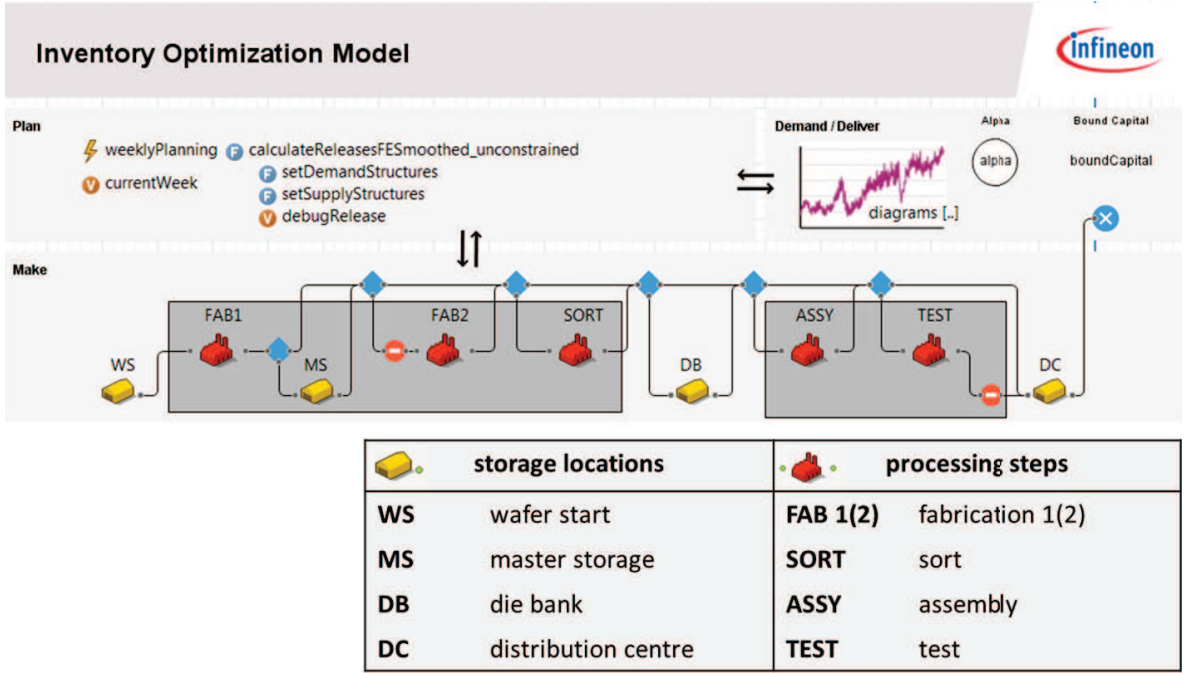 Inventory Optimization Model
infineon
Plan
weeklyPlanning
calculateReleasesFESmoothed_unconstrained
setDemandStructures
currentWeek
setSupplyStructures
debugRelease
Demand / Deliver
diagrams [..]
Alpha
alpha
Bound Capital
boundCapital
Make
FAB1
FAB2
SORT
ASSY
TEST
WS
MS
DB
DC
storage locations processing steps
WS wafer start FAB 1(2) fabrication 1(2)
MS master storage SORT sort
DB die bank ASSY assembly
DC distribution centre TEST test